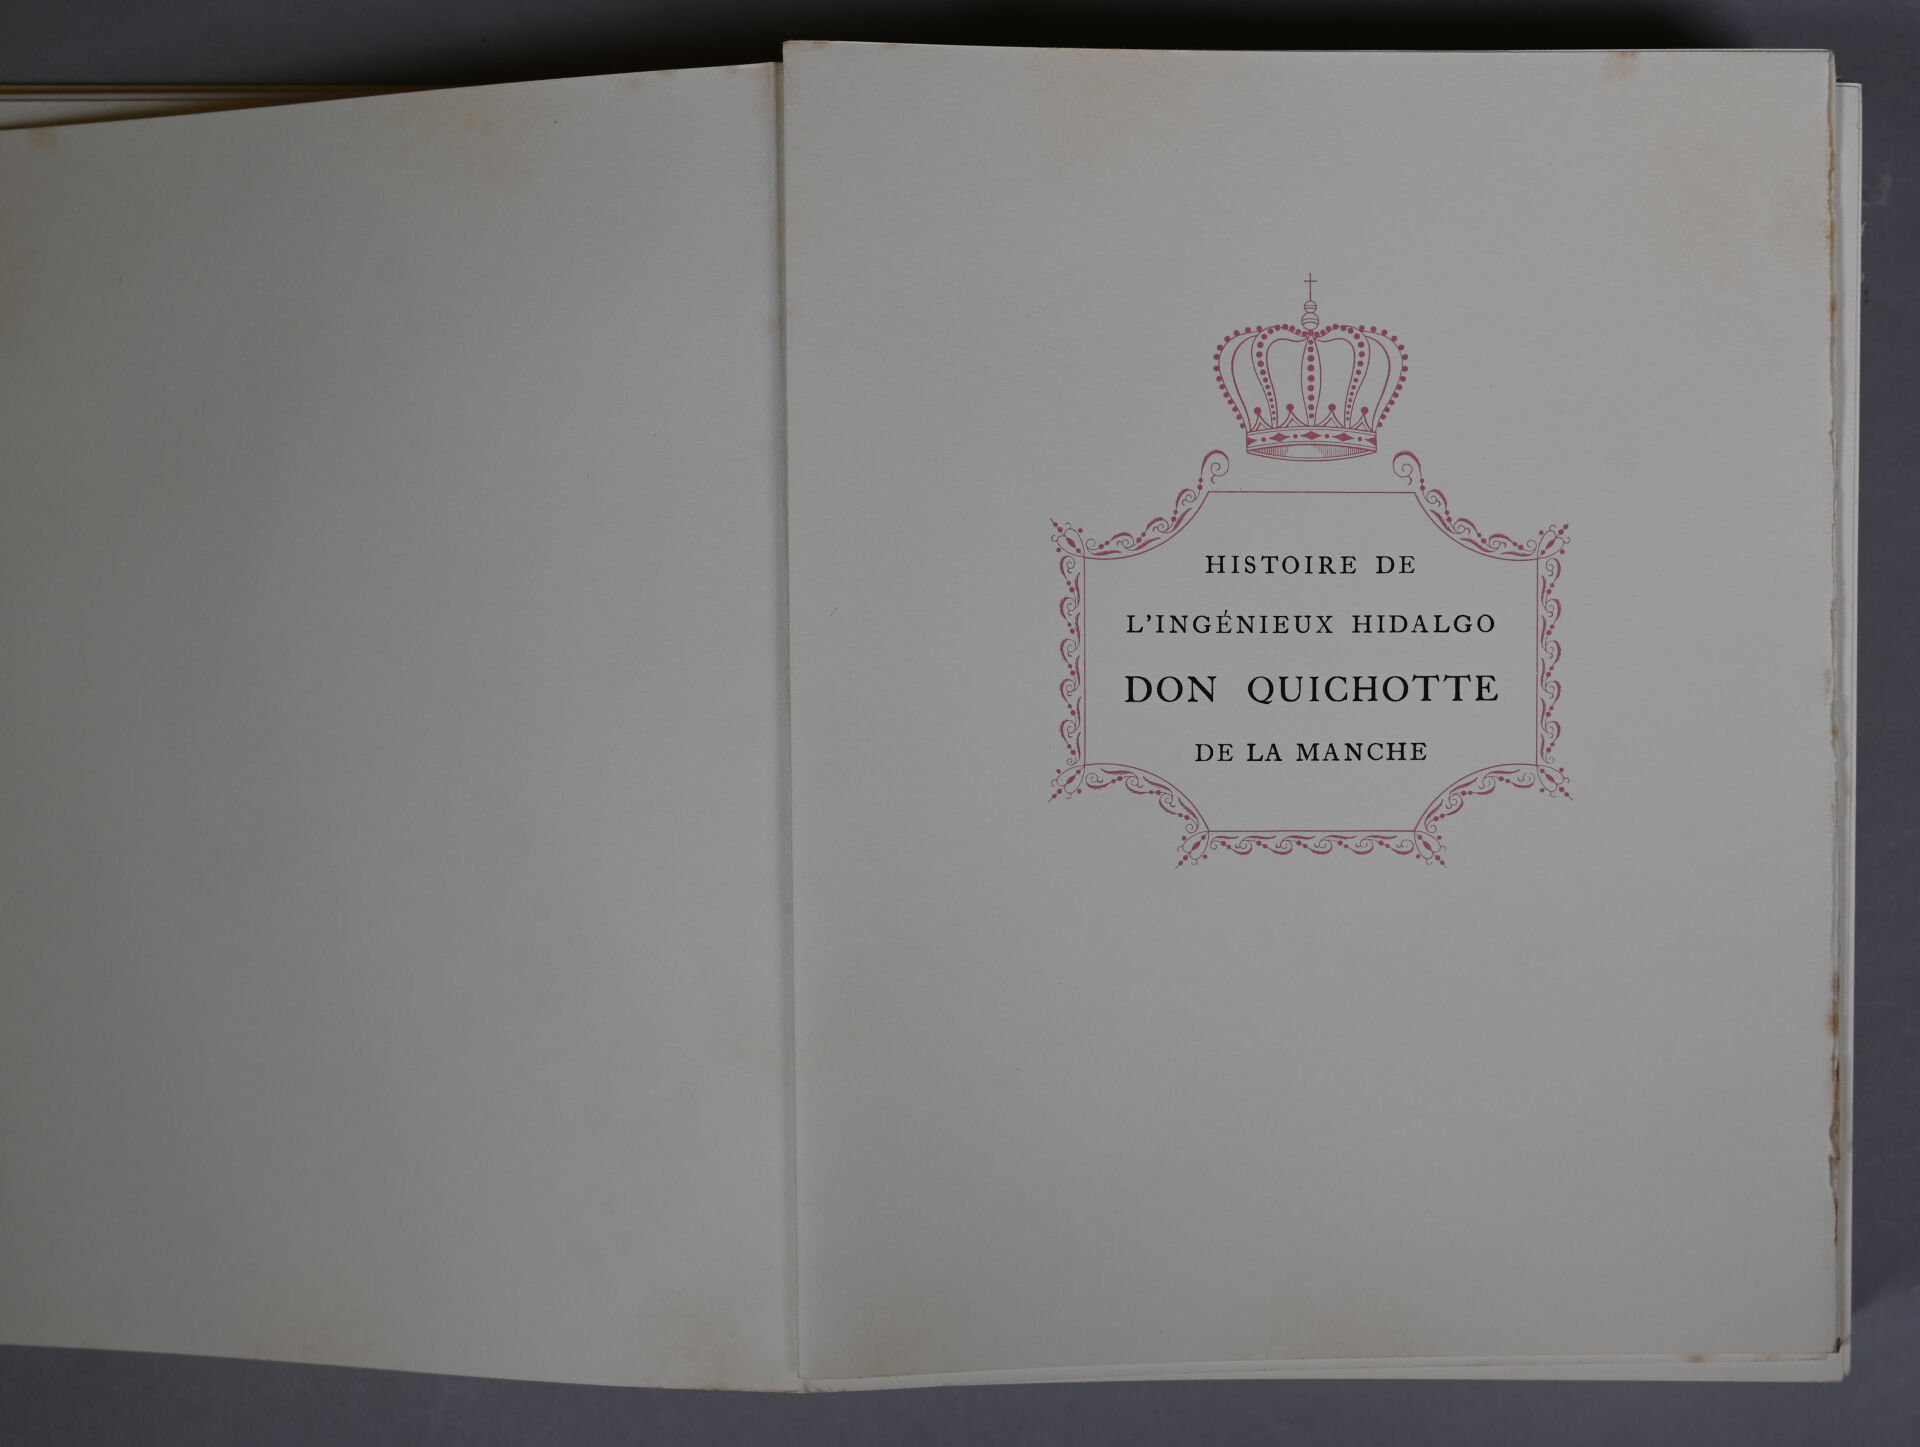 HISTOIRE DE
L'INGÉNIEUX HIDALGO
DON QUICHOTTE
DE LA MANCHE